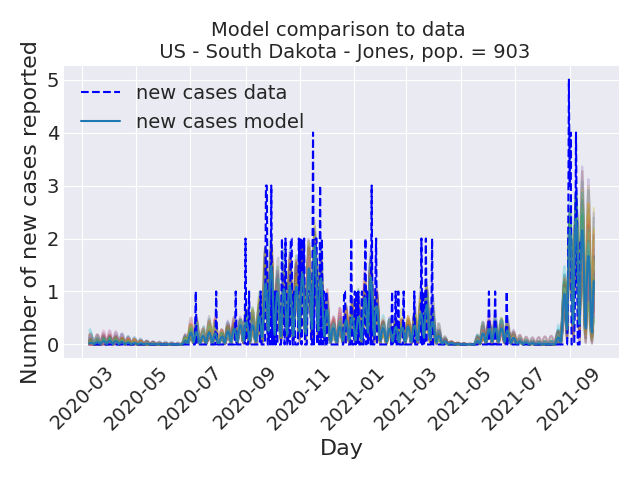 Model comparison to data
US - South Dakota - Jones, pop. = 903
Number of new cases reported
5
4
3
2
1
0
new cases data
new cases model
2020-03
2020-05
2020-07
2020-09
2020-11
2021-01
2021-03
2021-05
2021-07
2021-09
Day